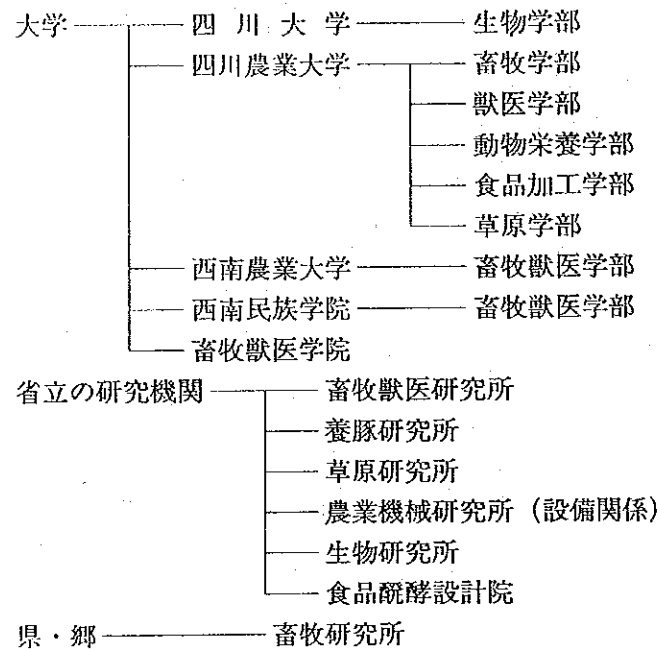 大学 四川大学 生物学部
四川農業大学 畜牧学部
獣医学部
動物栄養学部
食品加工学部
草原学部
西南農業大学 畜牧獣医学部
西南民族学院 畜牧獣医学部
畜牧獣医学院
省立の研究機関 畜牧獣医研究所
養豚研究所
草原研究所
農業機械研究所（設備関係）
生物研究所
食品醗酵設計院
県・郷 畜牧研究所